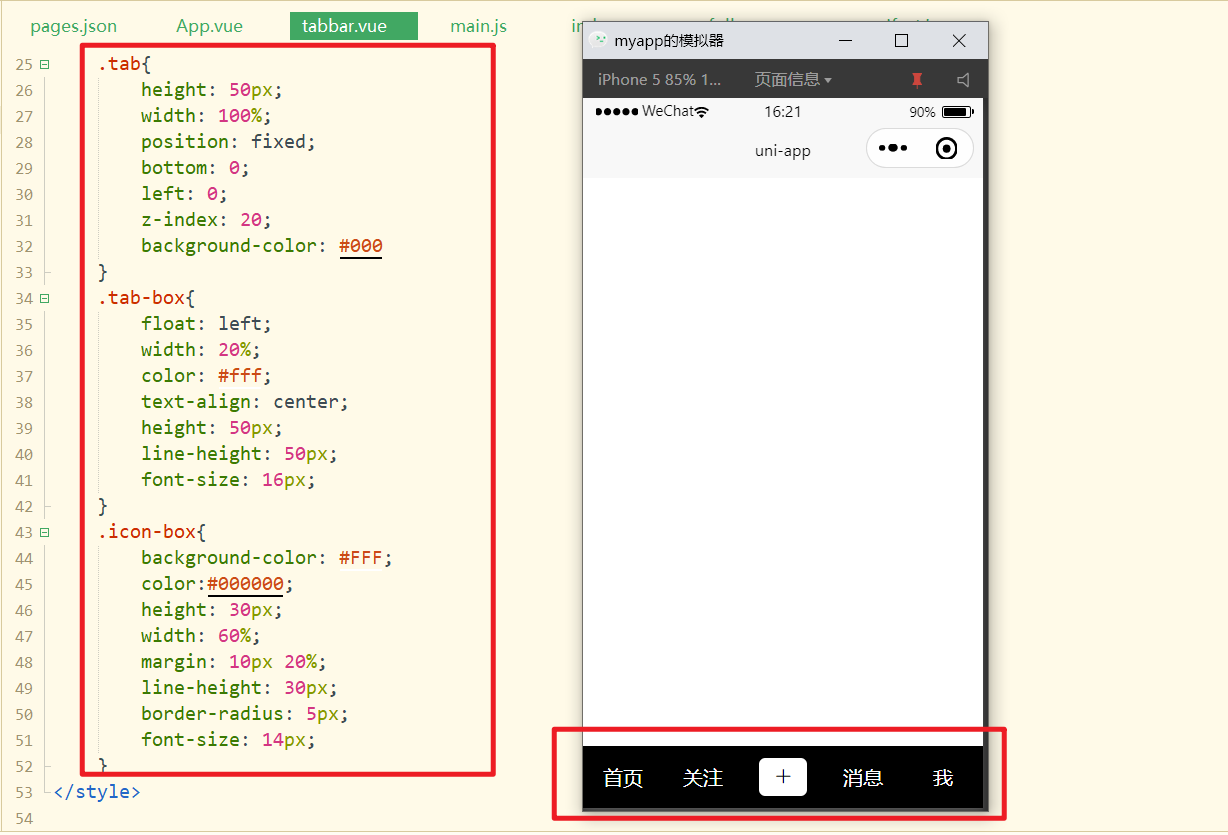 pages.json App.vue tabbar.vue main.js
25 .tab{
26 height: 50px;
27 width: 100%;
28 position: fixed;
29 bottom: 0;
30 left: 0;
31 z-index: 20;
32 background-color: #000
33 }
34 .tab-box{
35 float: left;
36 width: 20%;
37 color: #fff;
38 text-align: center;
39 height: 50px;
40 line-height: 50px;
41 font-size: 16px;
42 }
43 .icon-box{
44 background-color: #FFF;
45 color:#000000;
46 height: 30px;
47 width: 60%;
48 margin: 10px 20%;
49 line-height: 30px;
50 border-radius: 5px;
51 font-size: 14px;
52 }
53 </style>
54
myapp的模拟器
iPhone 5 85% 1... 页面信息
WeChat 16:21 90%
uni-app
首页 关注 + 消息 我